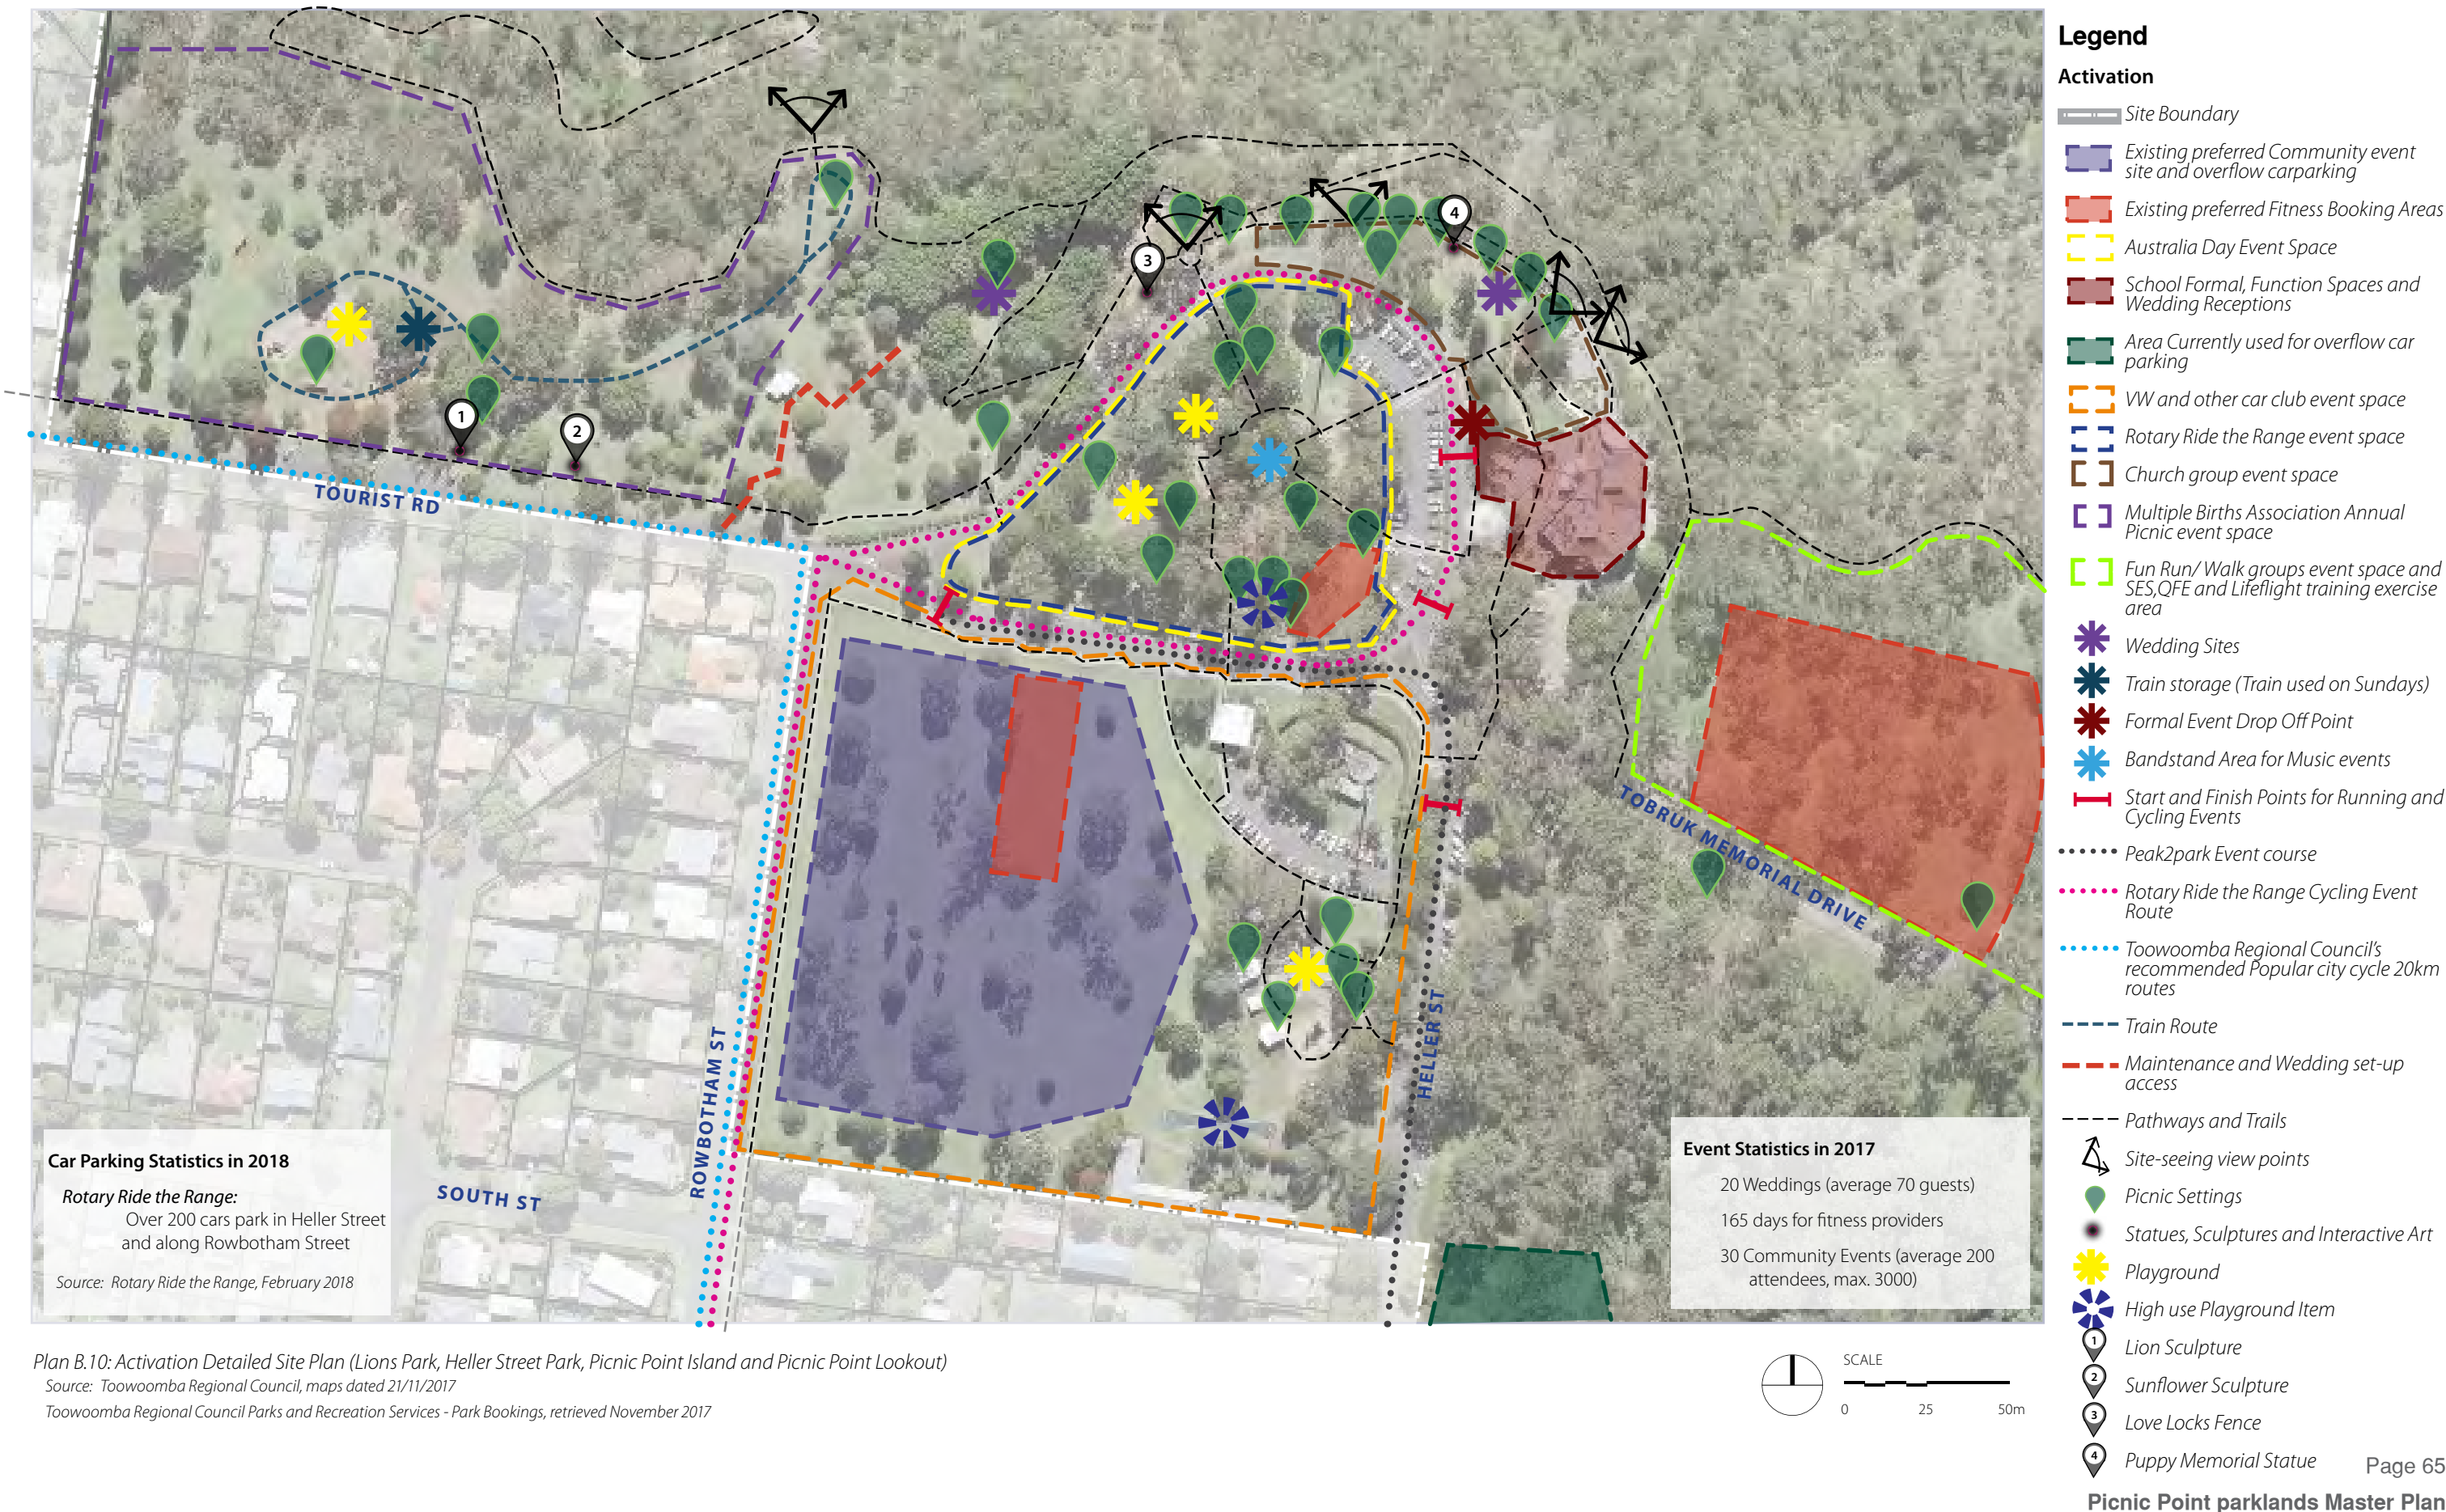 Legend
Activation
Site Boundary
Existing preferred Community event
site and overflow carparking
Existing preferred Fitness Booking Areas
Australia Day Event Space
School Formal, Function Spaces and
Wedding Receptions
Area Currently used for overflow car
parking
VW and other car club event space
Rotary Ride the Range event space
Church group event space
Multiple Births Association Annual
Picnic event space
Fun Run/ Walk groups event space and
SES,QFE and Lifeflight training exercise
area
Wedding Sites
Train storage (Train used on Sundays)
Formal Event Drop Off Point
Bandstand Area for Music events
Start and Finish Points for Running and
Cycling Events
Peak2park Event course
Rotary Ride the Range Cycling Event
Route
Toowoomba Regional Council's
recommended Popular city cycle 20km
routes
Train Route
Maintenance and Wedding set-up
access
Pathways and Trails
Site-seeing view points
Picnic Settings
Statues, Sculptures and Interactive Art
Playground
High use Playground Item
1 Lion Sculpture
2 Sunflower Sculpture
3 Love Locks Fence
4 Puppy Memorial Statue
4
3
1
2
TOURIST RD
TOBRUK MEMORIAL DRIVE
HELLER ST
ROWBOTHAM ST
SOUTH ST
Car Parking Statistics in 2018
Rotary Ride the Range:
Over 200 cars park in Heller Street
and along Rowbotham Street
Source: Rotary Ride the Range, February 2018
Event Statistics in 2017
20 Weddings (average 70 guests)
165 days for fitness providers
30 Community Events (average 200
attendees, max. 3000)
Plan B.10: Activation Detailed Site Plan (Lions Park, Heller Street Park, Picnic Point Island and Picnic Point Lookout)
Source: Toowoomba Regional Council, maps dated 21/11/2017
Toowoomba Regional Council Parks and Recreation Services - Park Bookings, retrieved November 2017
SCALE
0 25 50m
Page 65
Picnic Point parklands Master Plan